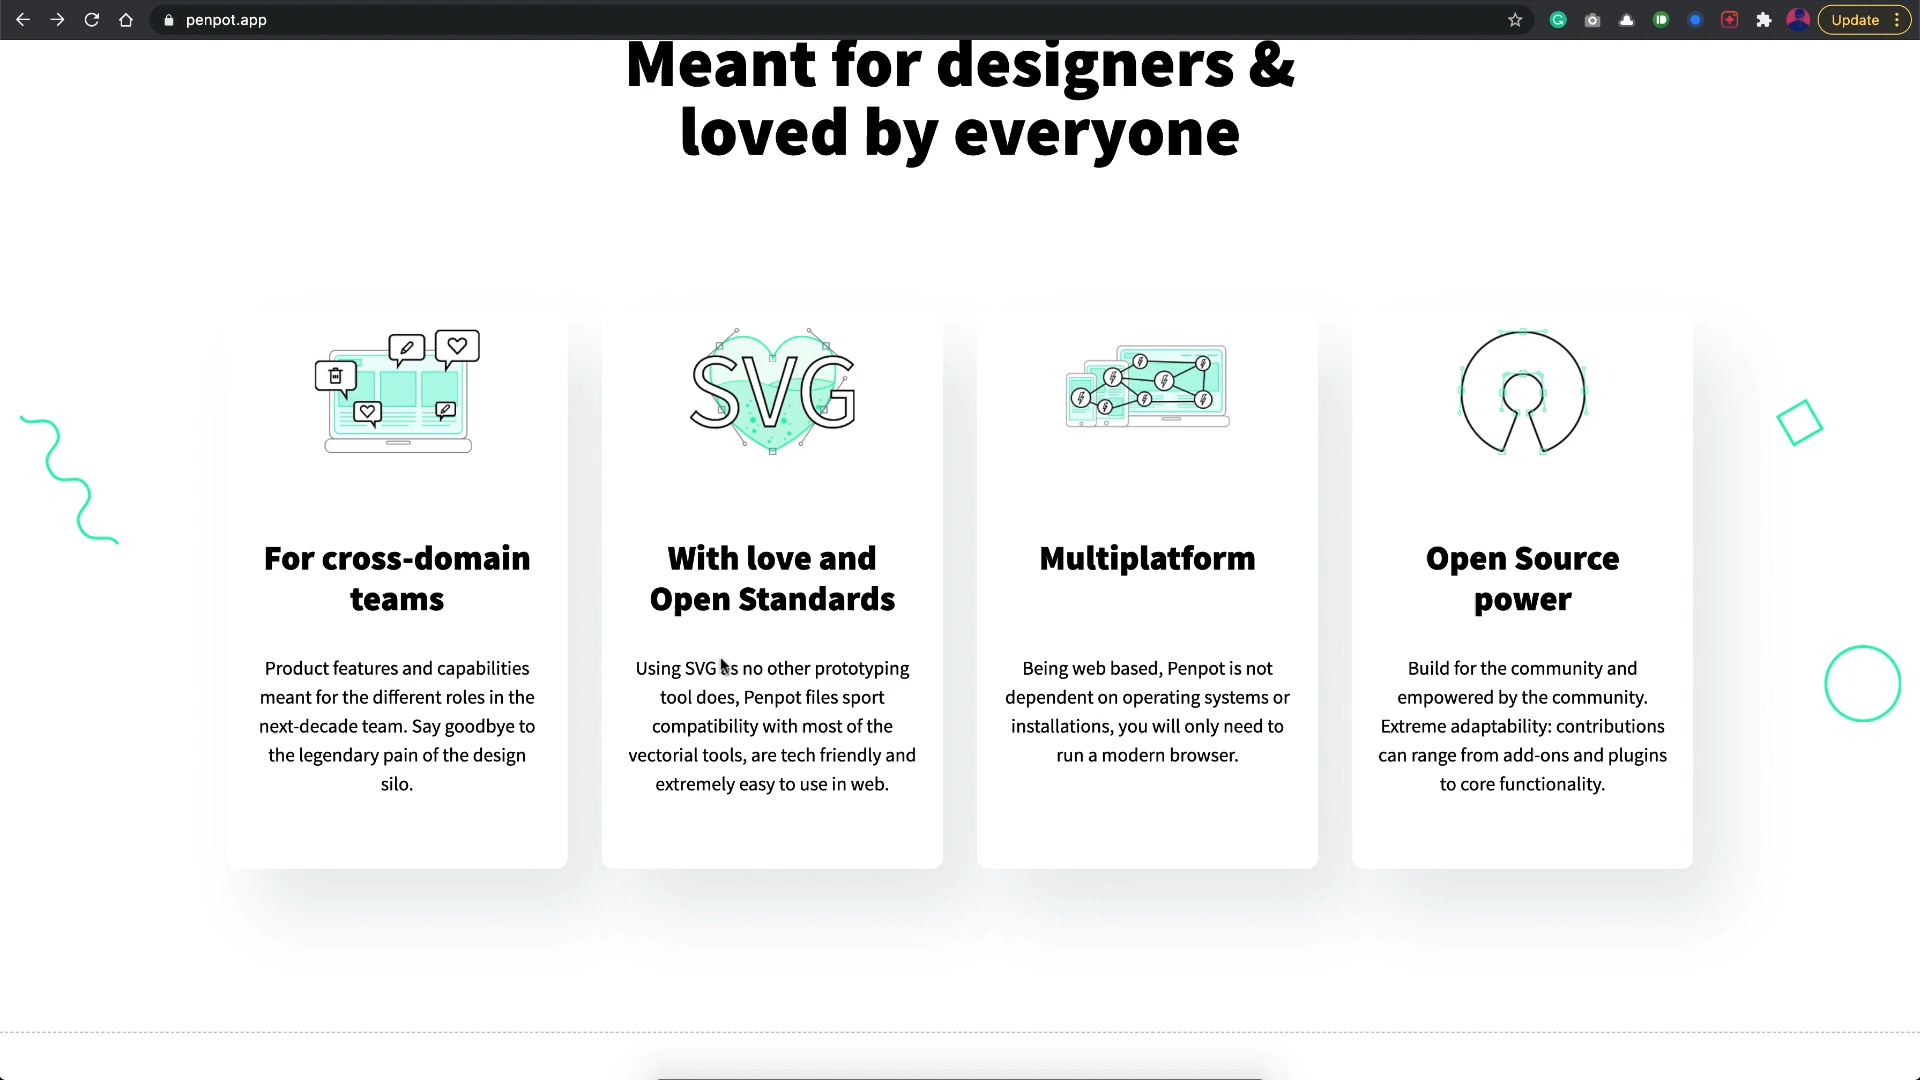 penpot.app
Update
Meant for designers &
loved by everyone
SVG
For cross-domain
teams
Product features and capabilities
meant for the different roles in the
next-decade team. Say goodbye to
the legendary pain of the design
silo.
With love and
Open Standards
Using SVG as no other prototyping
tool does, Penpot files sport
compatibility with most of the
vectorial tools, are tech friendly and
extremely easy to use in web.
Multiplatform
Being web based, Penpot is not
dependent on operating systems or
installations, you will only need to
run a modern browser.
Open Source
power
Build for the community and
empowered by the community.
Extreme adaptability: contributions
can range from add-ons and plugins
to core functionality.